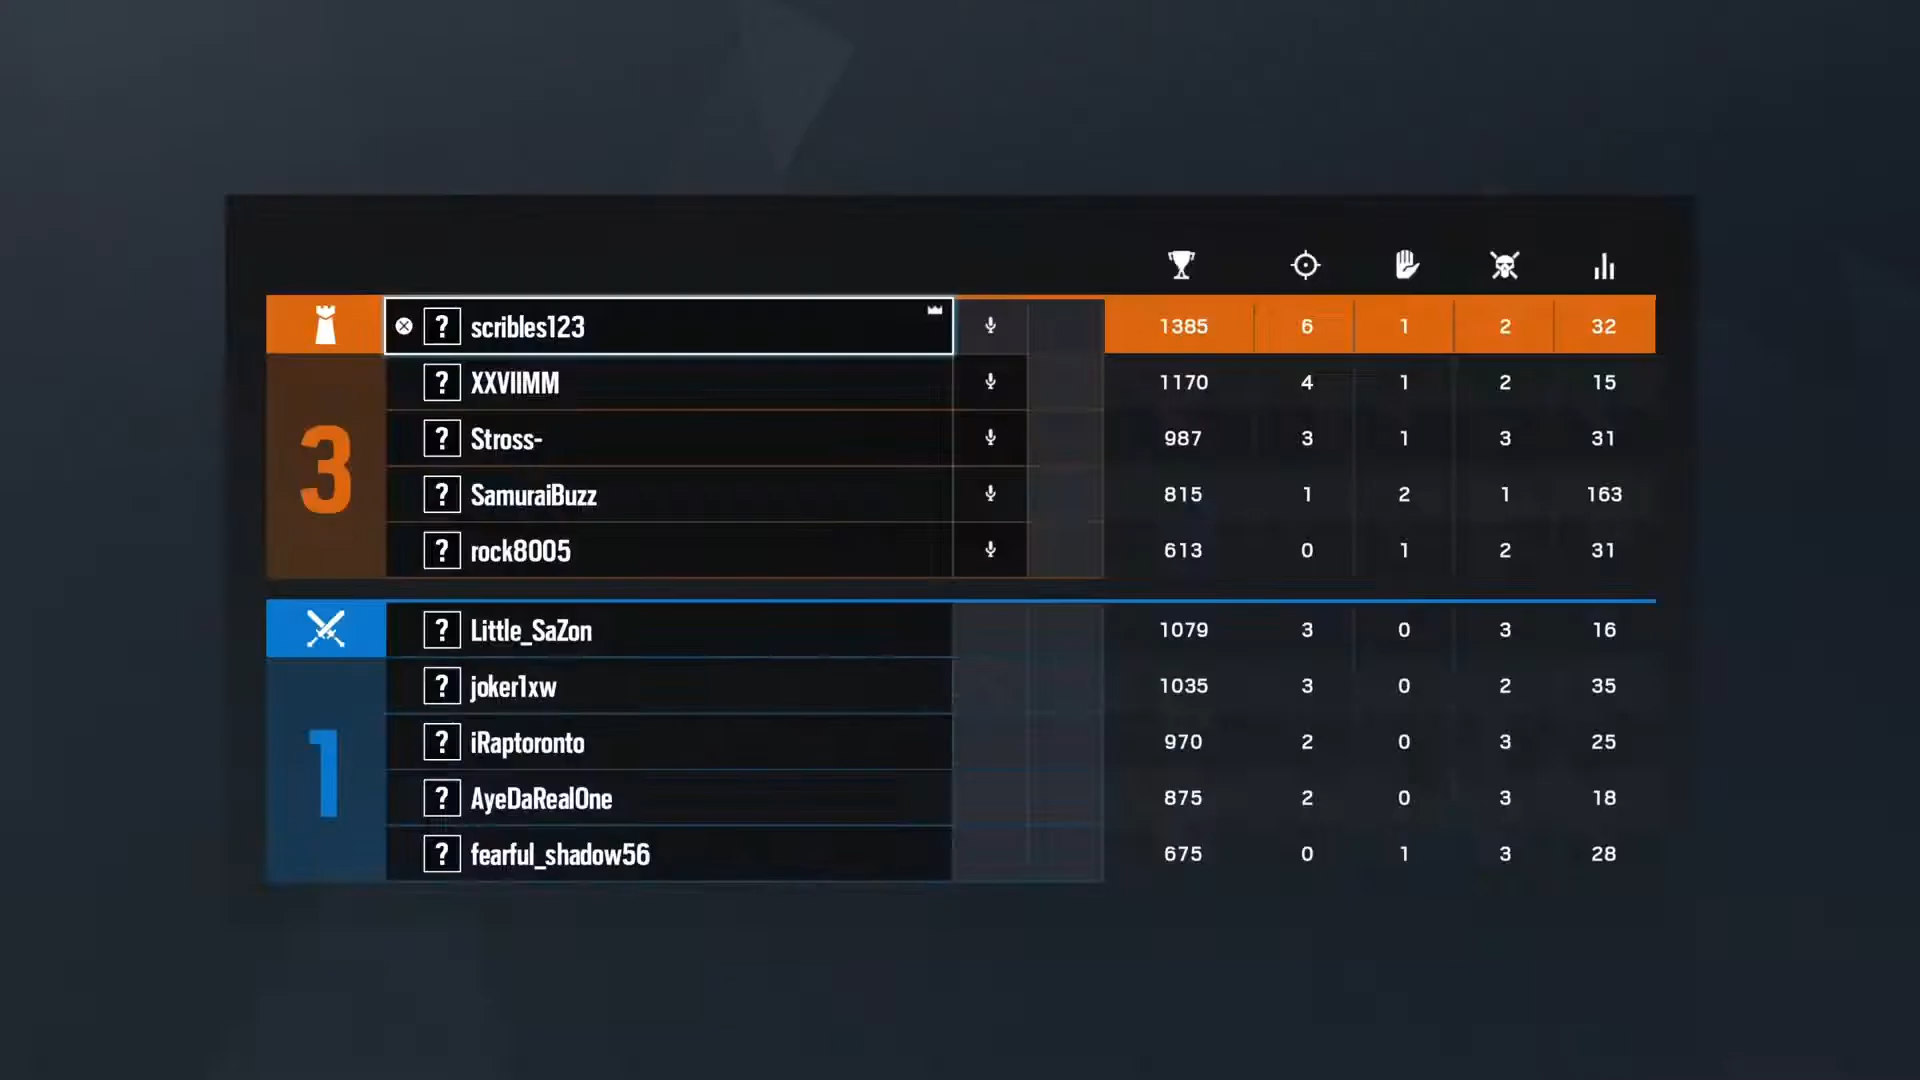 ? scribles123 1385 6 1 2 32
? XXVIIMM 1170 4 1 2 15
3
? Stross- 987 3 1 3 31
? SamuraiBuzz 815 1 2 1 163
? rock8005 613 0 1 2 31
? Little_SaZon 1079 3 0 3 16
? joker1xw 1035 3 0 2 35
? iRaptoronto 970 2 0 3 25
1
? AyeDaRealOne 875 2 0 3 18
? fearful_shadow56 675 0 1 3 28